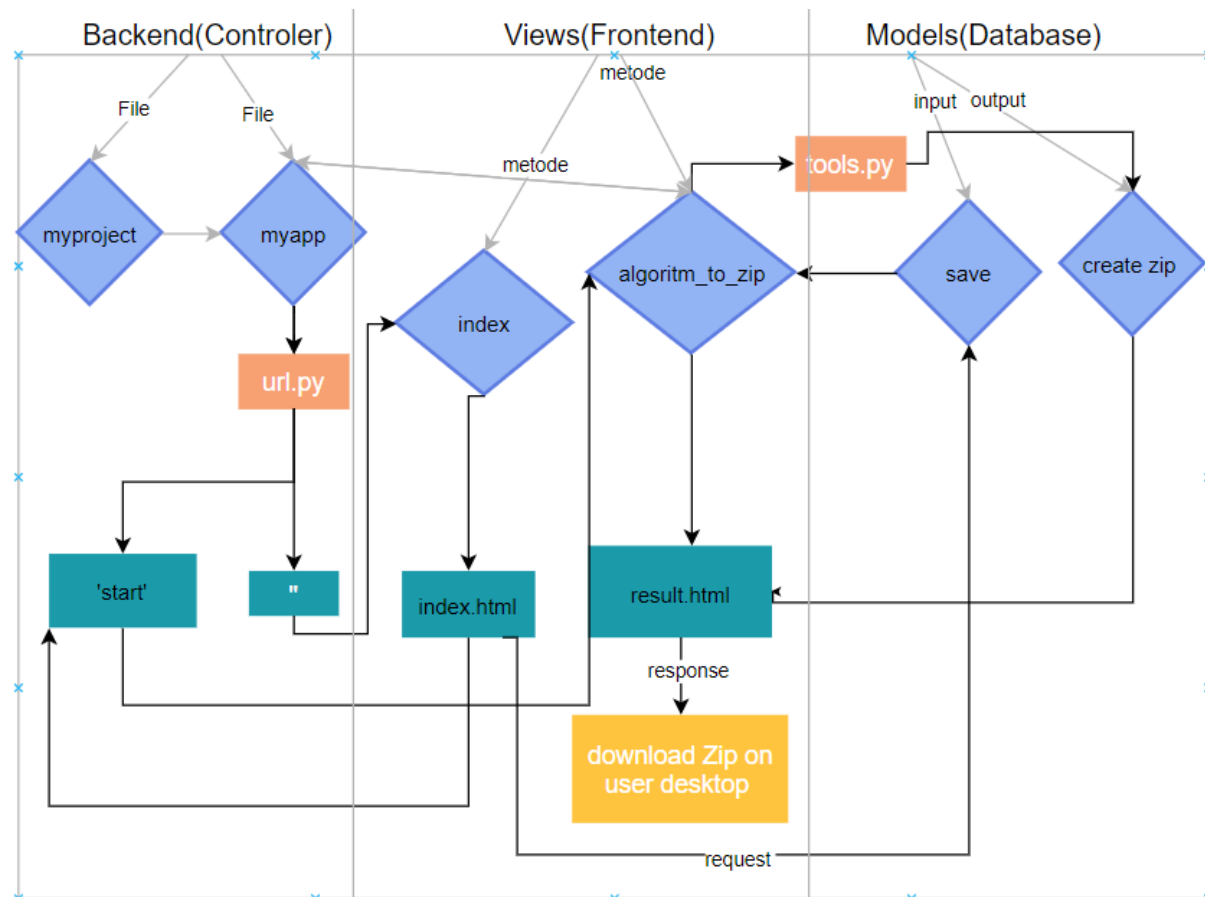 Backend(Controler)
Views(Frontend)
Models(Database)
metode
File
File
input
output
metode
tools.py
myproject
myapp
algoritm_to_zip
save
create zip
index
url.py
'start'
"
index.html
result.html
response
download Zip on
user desktop
request